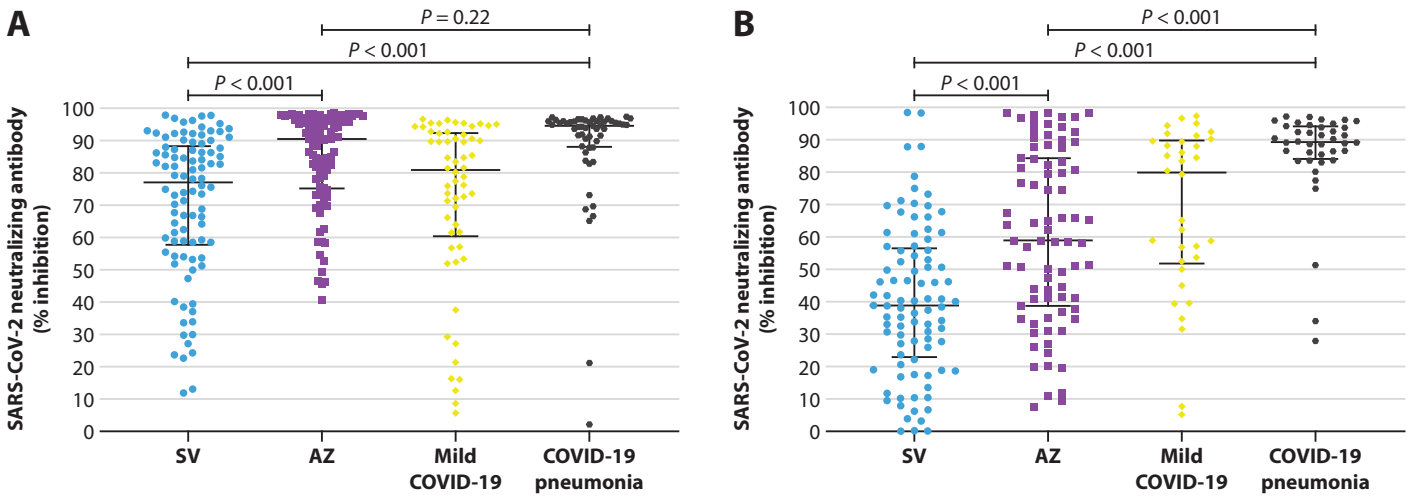 A
P = 0.22
P < 0.001
P < 0.001
SARS-CoV-2 neutralizing antibody
(% inhibition)
100
90
80
70
60
50
40
30
20
10
0
SV
AZ
Mild
COVID-19
COVID-19
pneumonia
B
P < 0.001
P < 0.001
P < 0.001
SARS-CoV-2 neutralizing antibody
(% inhibition)
100
90
80
70
60
50
40
30
20
10
0
SV
AZ
Mild
COVID-19
COVID-19
pneumonia